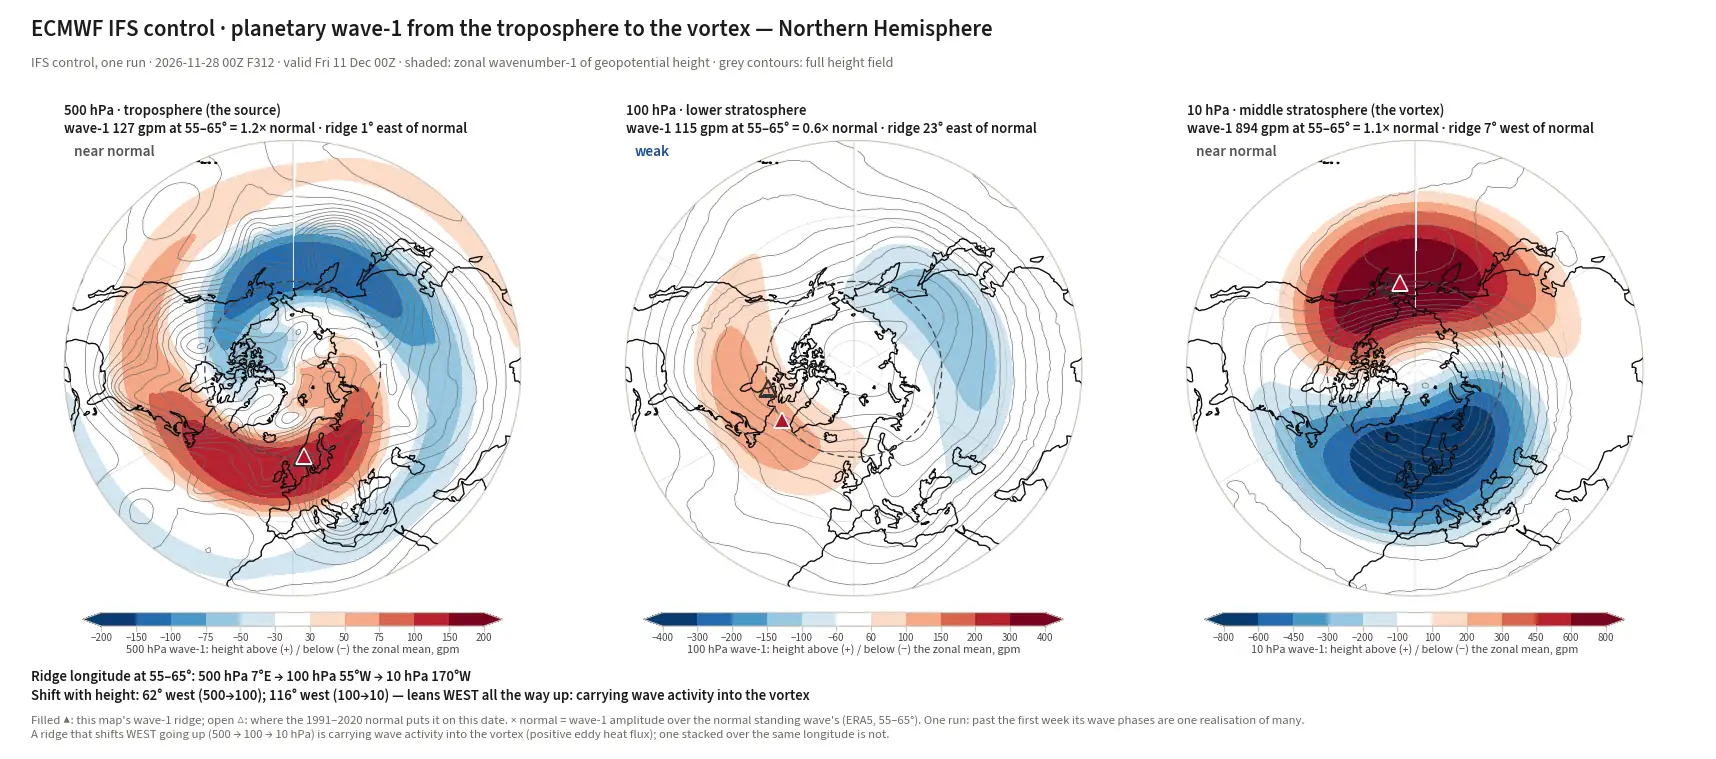 ECMWF IFS control · planetary wave-1 from the troposphere to the vortex — Northern Hemisphere
IFS control, one run · 2026-11-28 00Z F312 · valid Fri 11 Dec 00Z · shaded: zonal wavenumber-1 of geopotential height · grey contours: full height field
500 hPa · troposphere (the source)
wave-1 127 gpm at 55–65° = 1.2× normal · ridge 1° east of normal
near normal
100 hPa · lower stratosphere
wave-1 115 gpm at 55–65° = 0.6× normal · ridge 23° east of normal
weak
10 hPa · middle stratosphere (the vortex)
wave-1 894 gpm at 55–65° = 1.1× normal · ridge 7° west of normal
near normal
−200 −150 −100 −75 −50 −30 30 50 75 100 150 200
500 hPa wave-1: height above (+) / below (−) the zonal mean, gpm
−400 −300 −200 −150 −100 −60 60 100 150 200 300 400
100 hPa wave-1: height above (+) / below (−) the zonal mean, gpm
−800 −600 −450 −300 −200 −100 100 200 300 450 600 800
10 hPa wave-1: height above (+) / below (−) the zonal mean, gpm
Ridge longitude at 55–65°: 500 hPa 7°E → 100 hPa 55°W → 10 hPa 170°W
Shift with height: 62° west (500→100); 116° west (100→10) — leans WEST all the way up: carrying wave activity into the vortex
Filled ▲: this map's wave-1 ridge; open △: where the 1991–2020 normal puts it on this date. × normal = wave-1 amplitude over the normal standing wave's (ERA5, 55–65°). One run: past the first week its wave phases are one realisation of many.
A ridge that shifts WEST going up (500 → 100 → 10 hPa) is carrying wave activity into the vortex (positive eddy heat flux); one stacked over the same longitude is not.